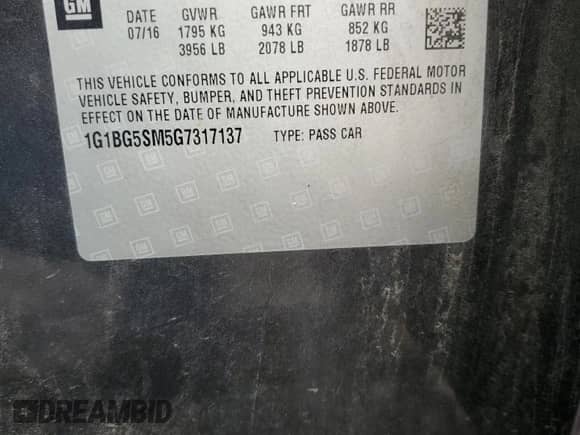 GM
DATE GVWR GAWR FRT GAWR RR
07/16 1795 KG 943 KG 852 KG
3956 LB 2078 LB 1878 LB
THIS VEHICLE CONFORMS TO ALL APPLICABLE U.S. FEDERAL MOTOR
VEHICLE SAFETY, BUMPER, AND THEFT PREVENTION STANDARDS IN
EFFECT ON THE DATE OF MANUFACTURE SHOWN ABOVE.
1G1BG5SM5G7317137 TYPE: PASS CAR
DREAMBID